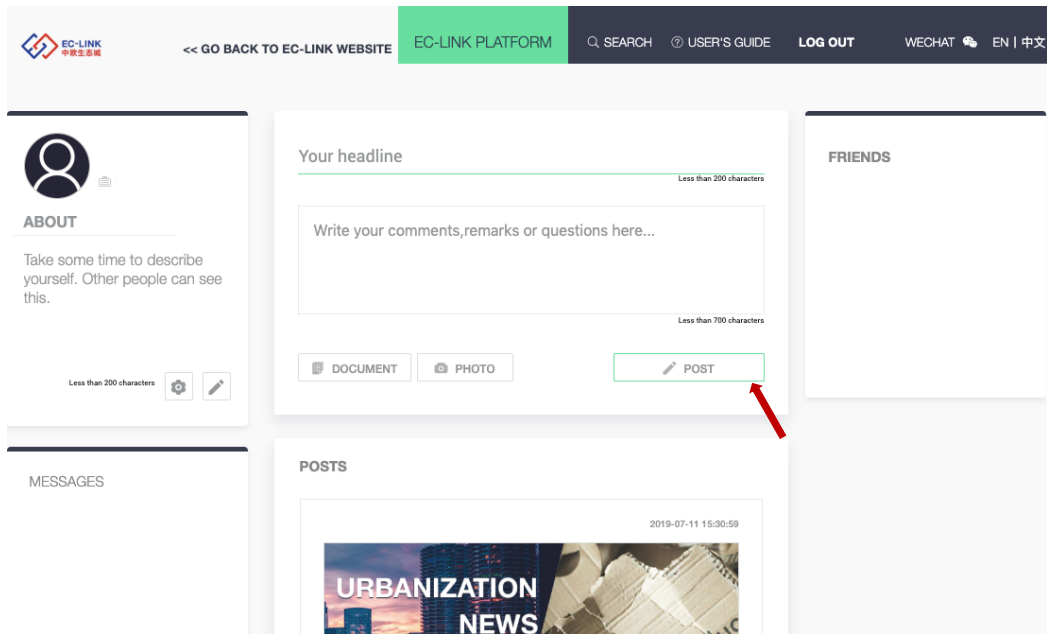 EC-LINK
中欧生态城
<< GO BACK TO EC-LINK WEBSITE
EC-LINK PLATFORM
SEARCH
USER'S GUIDE
LOG OUT
WECHAT
EN | 中文
ABOUT
Take some time to describe
yourself. Other people can see
this.
Less than 200 characters
MESSAGES
Your headline
Less than 200 characters
Write your comments,remarks or questions here...
Less than 700 characters
DOCUMENT
PHOTO
POST
POSTS
2019-07-11 15:30:59
URBANIZATION
NEWS
FRIENDS